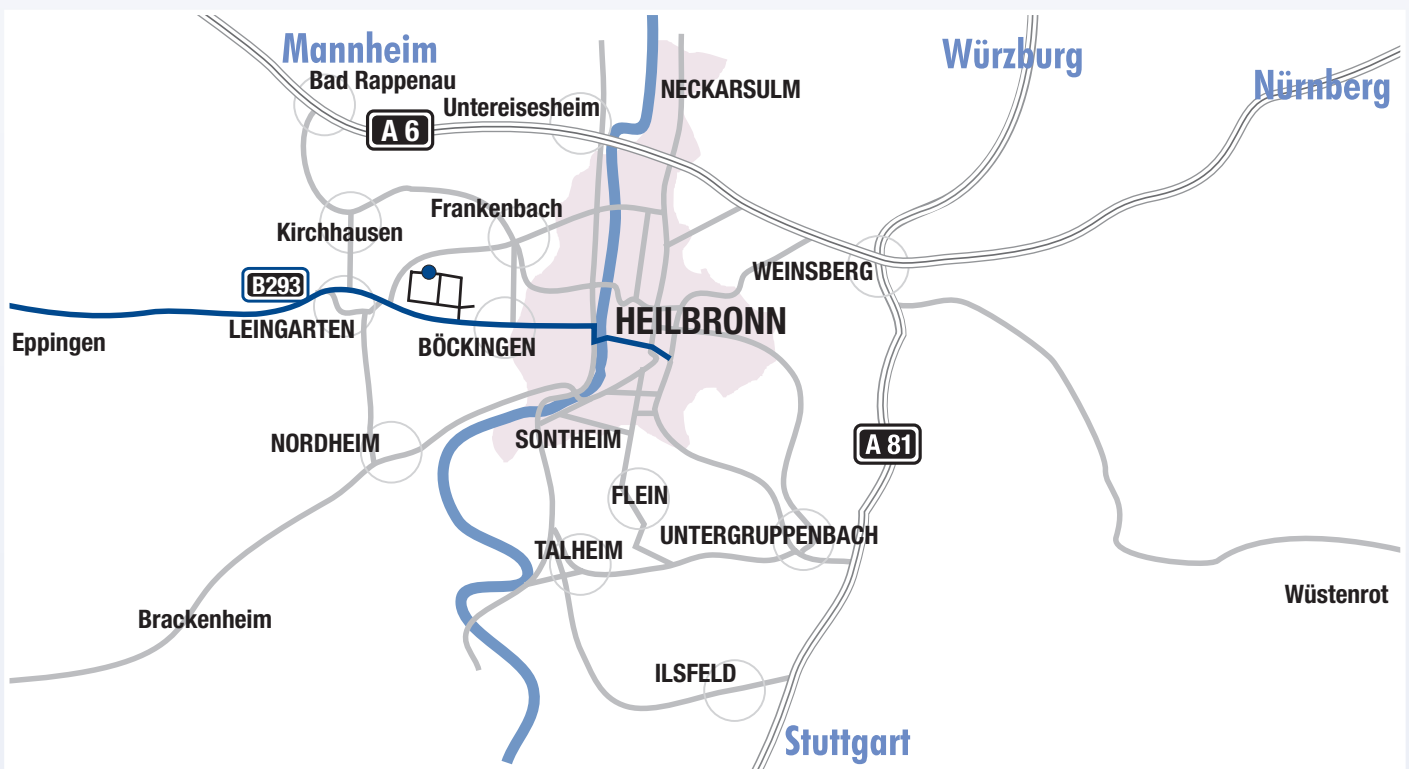 Mannheim
Würzburg
Bad Rappenau
Nürnberg
NECKARSULM
Untereisesheim
A 6
Frankenbach
Kirchhausen
WEINSBERG
B293
HEILBRONN
LEINGARTEN
Eppingen
BÖCKINGEN
NORDHEIM
SONTHEIM
A 81
FLEIN
UNTERGRUPPENBACH
TALHEIM
Wüstenrot
Brackenheim
ILSFELD
Stuttgart